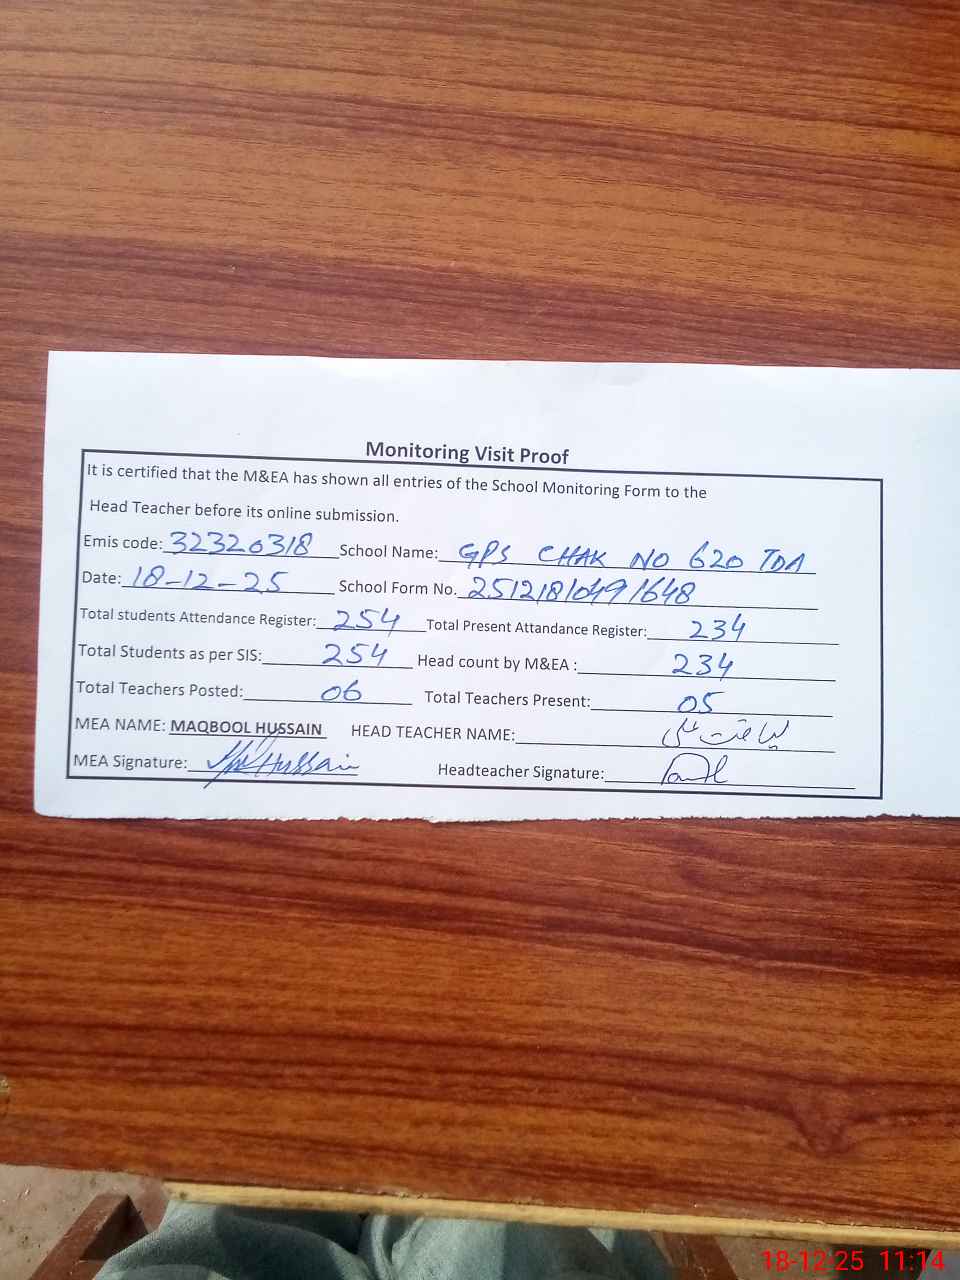 Monitoring Visit Proof
It is certified that the M&EA has shown all entries of the School Monitoring Form to the
Head Teacher before its online submission.
Emis code: 32320318 School Name: GPS CHAK NO 620 TDA
Date: 18-12-25 School Form No. 25121810491648
Total students Attendance Register: 254 Total Present Attandance Register: 234
Total Students as per SIS: 254 Head count by M&EA : 234
Total Teachers Posted: 06 Total Teachers Present: 05
MEA NAME: MAQBOOL HUSSAIN HEAD TEACHER NAME: لیاقت علی
MEA Signature: Hussain Headteacher Signature:
18-12-25 11:14